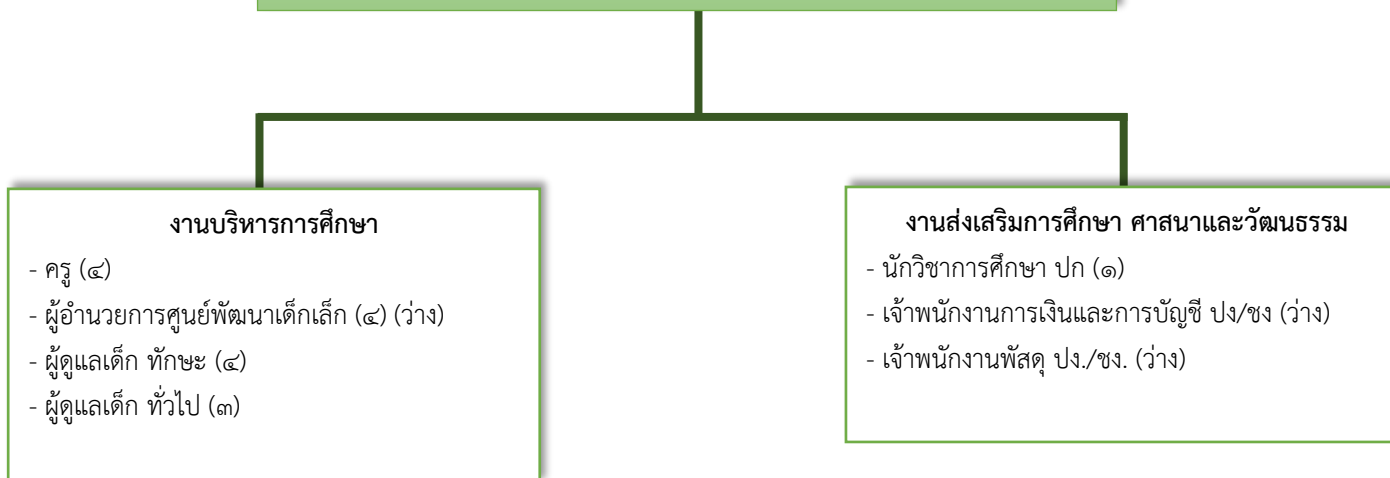 งานบริหารการศึกษา
- ครู (๔)
- ผู้อำนวยการศูนย์พัฒนาเด็กเล็ก (๔) (ว่าง)
- ผู้ดูแลเด็ก ทักษะ (๔)
- ผู้ดูแลเด็ก ทั่วไป (๓)
งานส่งเสริมการศึกษา ศาสนาและวัฒนธรรม
- นักวิชาการศึกษา ปก (๑)
- เจ้าพนักงานการเงินและการบัญชี ปง/ชง (ว่าง)
- เจ้าพนักงานพัสดุ ปง./ชง. (ว่าง)